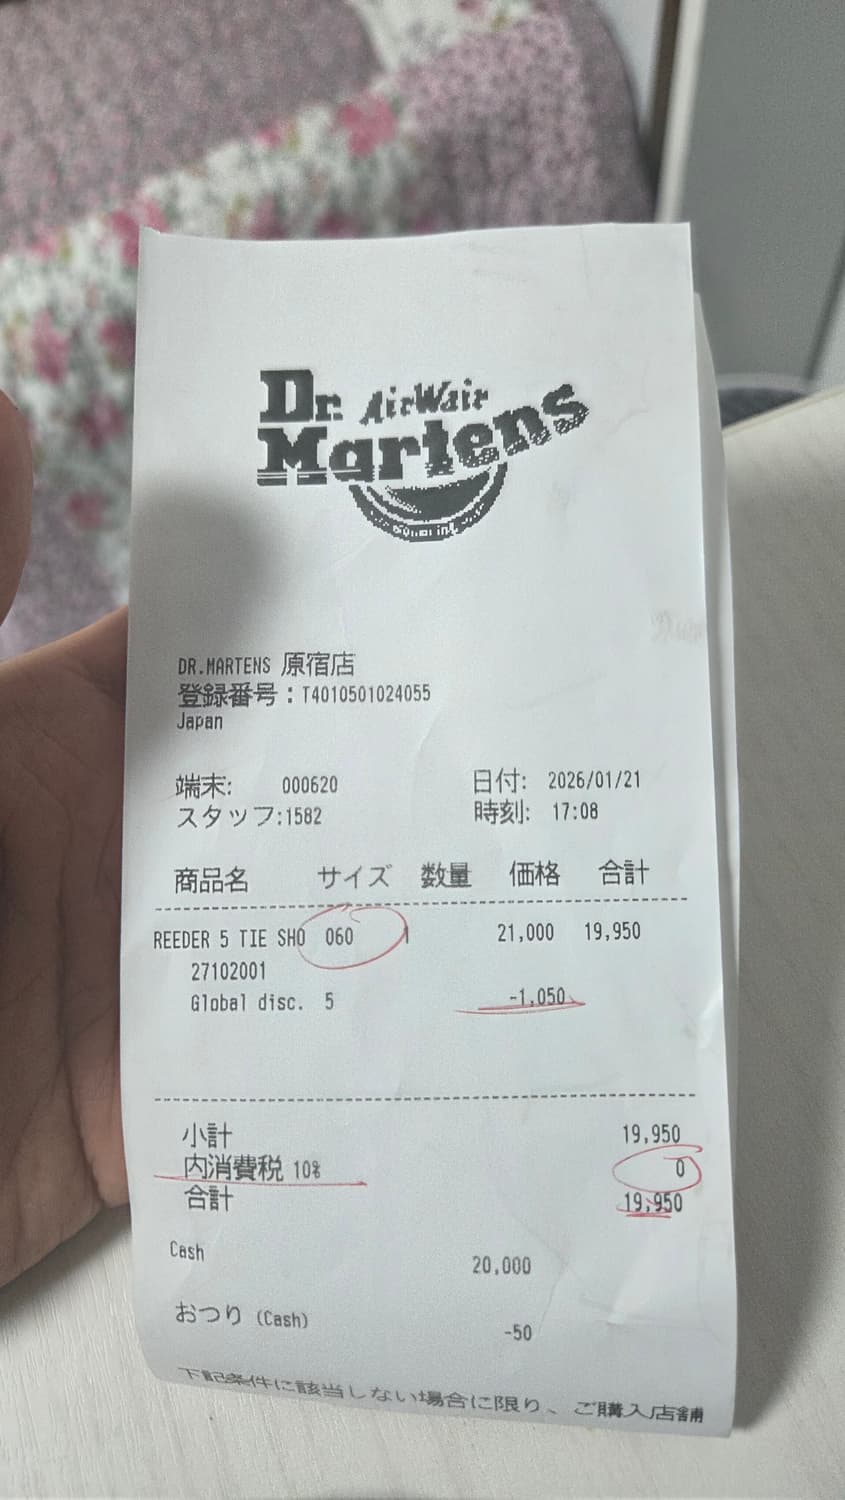 Dr. AirWair
Martens
DR.MARTENS 原宿店
登録番号：T4010501024055
Japan
端末: 000620 日付: 2026/01/21
スタッフ:1582 時刻: 17:08
商品名 サイズ 数量 価格 合計
REEDER 5 TIE SHO 060 1 21,000 19,950
27102001
Global disc. 5 -1,050
小計 19,950
内消費税 10% 0
合計 19,950
Cash 20,000
おつり (Cash) -50
下記条件に該当しない場合に限り、ご購入店舗